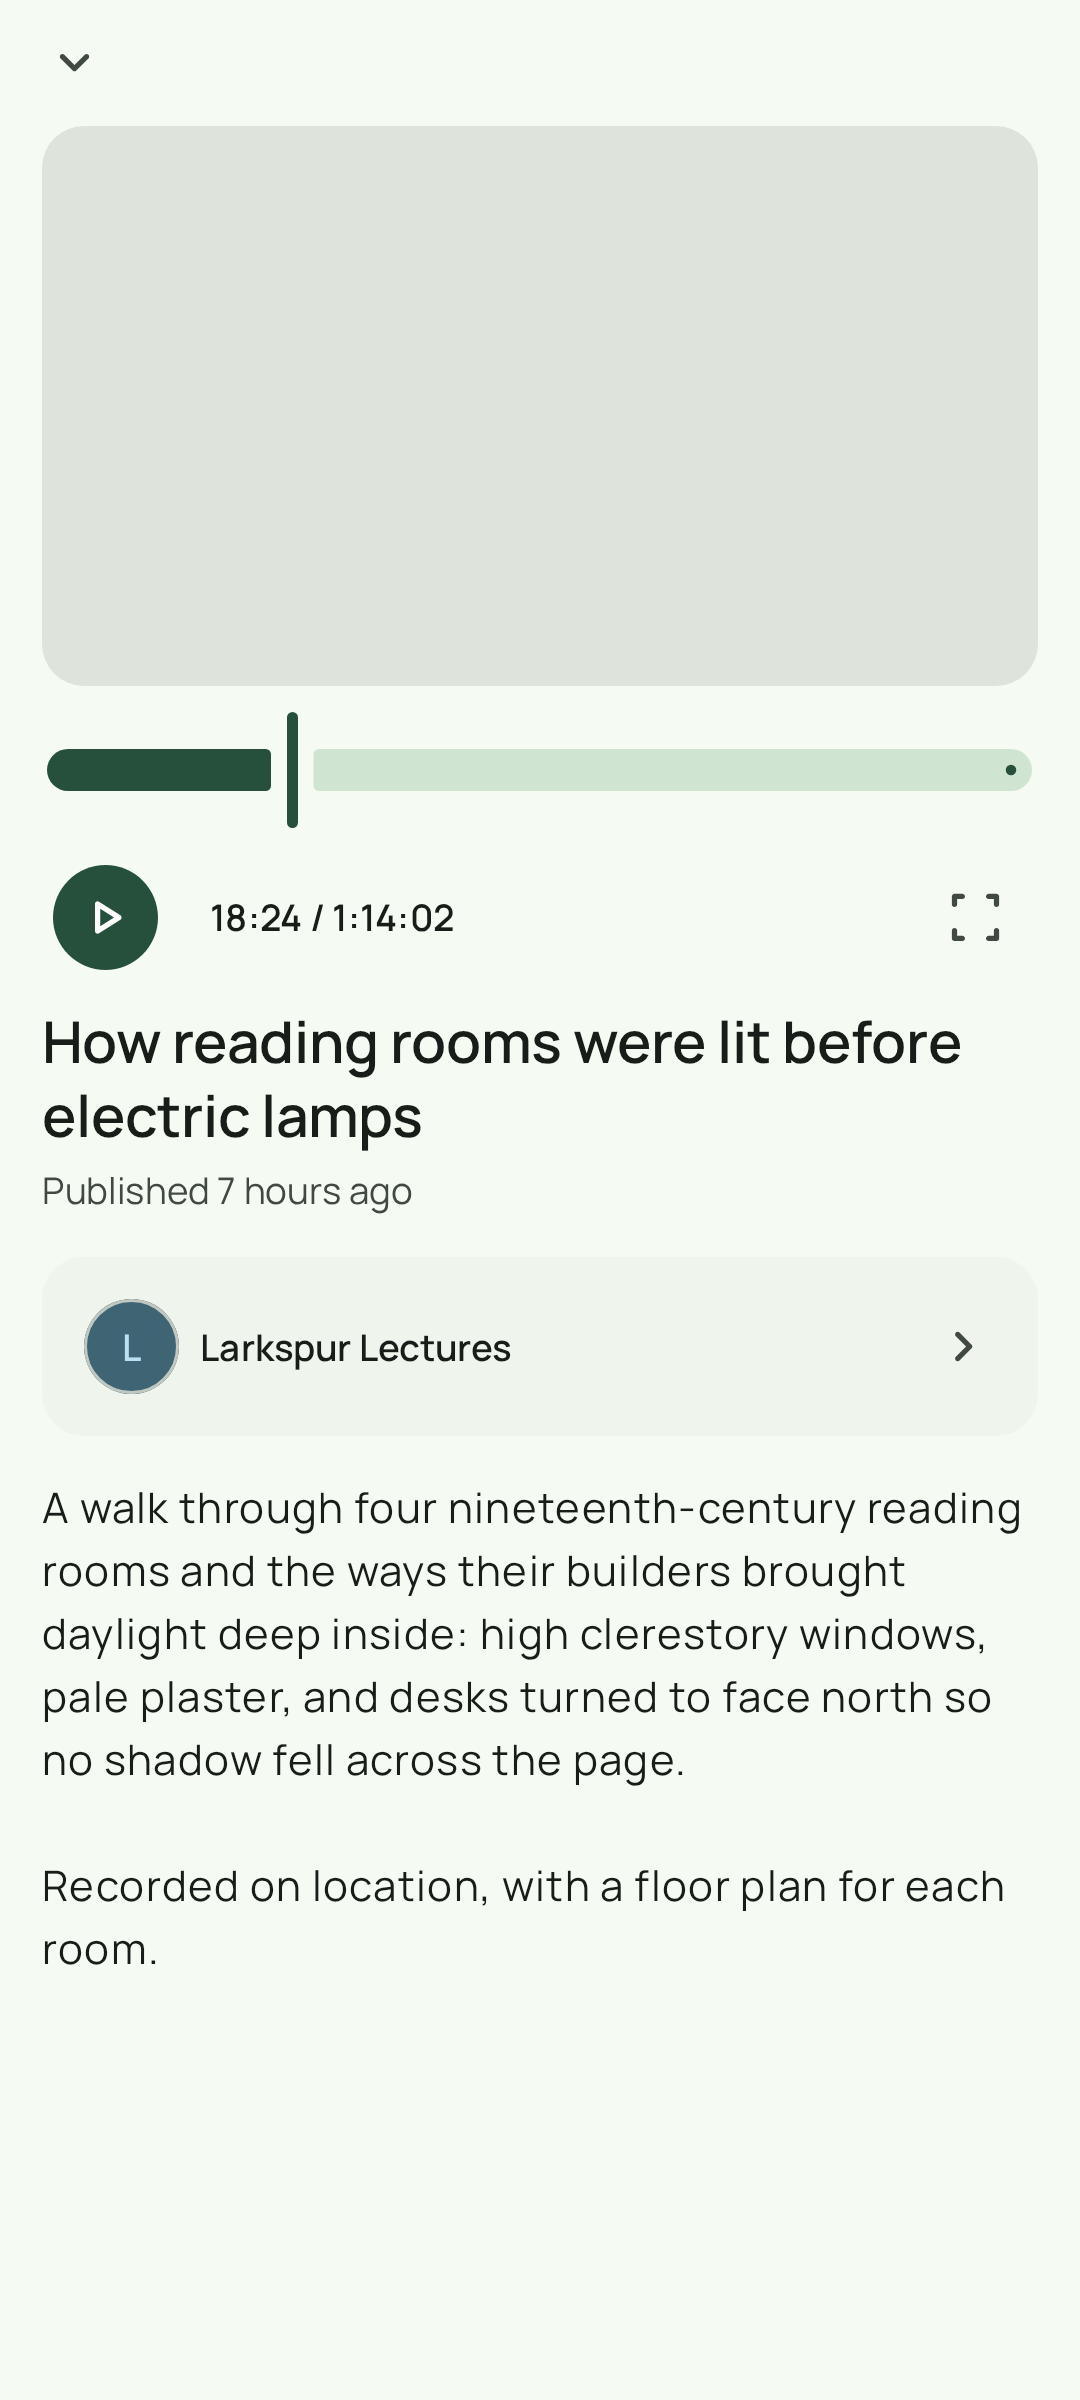 18:24 / 1:14:02
How reading rooms were lit before
electric lamps
Published 7 hours ago
L
Larkspur Lectures
A walk through four nineteenth-century reading
rooms and the ways their builders brought
daylight deep inside: high clerestory windows,
pale plaster, and desks turned to face north so
no shadow fell across the page.
Recorded on location, with a floor plan for each
room.